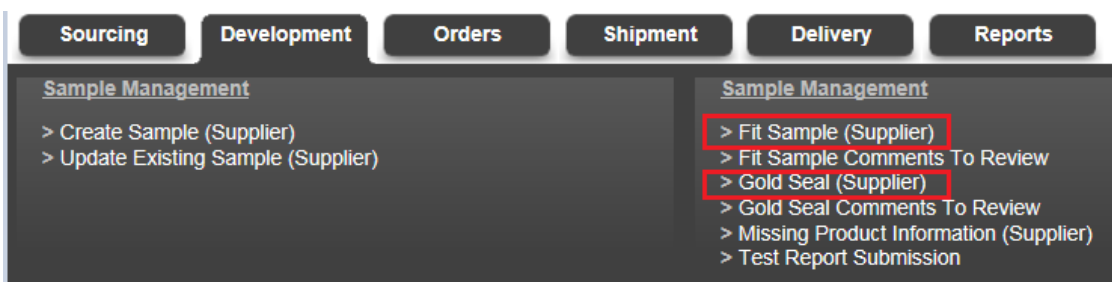 Sourcing Development Orders Shipment Delivery Reports
Sample Management
> Create Sample (Supplier)
> Update Existing Sample (Supplier)
Sample Management
> Fit Sample (Supplier)
> Fit Sample Comments To Review
> Gold Seal (Supplier)
> Gold Seal Comments To Review
> Missing Product Information (Supplier)
> Test Report Submission